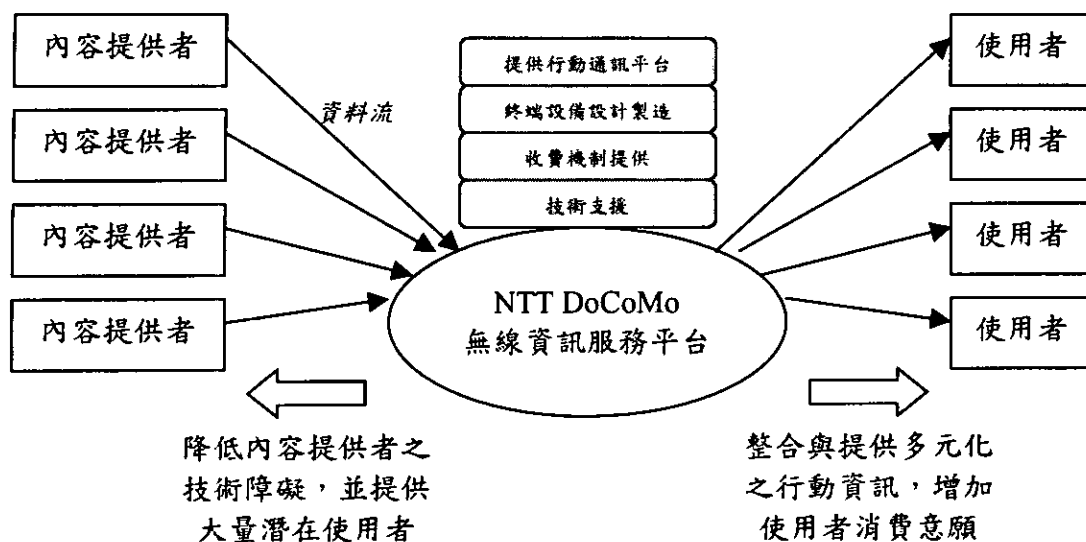 內容提供者
內容提供者
內容提供者
內容提供者
資料流
提供行動通訊平台
終端設備設計製造
收費機制提供
技術支援
NTT DoCoMo
無線資訊服務平台
使用者
使用者
使用者
使用者
降低內容提供者之
技術障礙，並提供
大量潛在使用者
整合與提供多元化
之行動資訊，增加
使用者消費意願